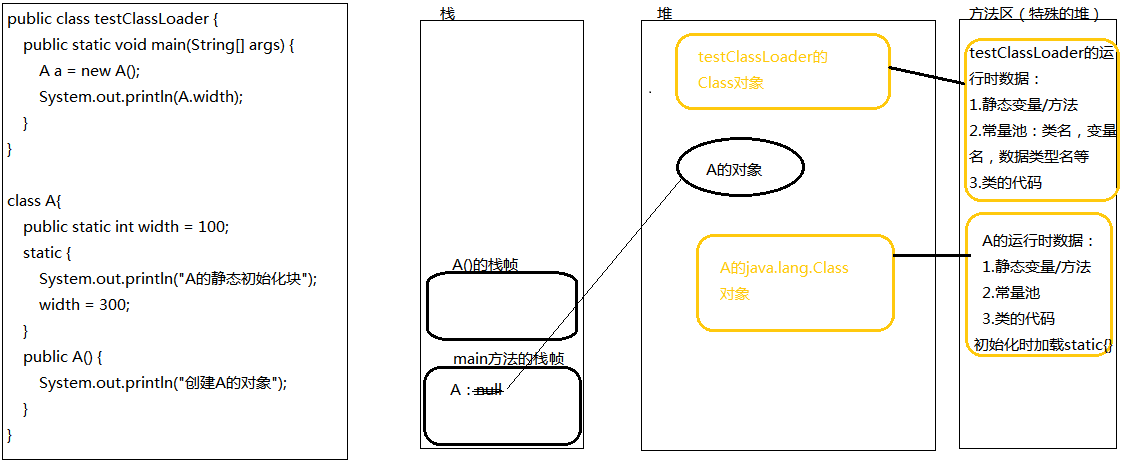 public class testClassLoader {
public static void main(String[] args) {
A a = new A();
System.out.println(A.width);
}
}
class A{
public static int width = 100;
static {
System.out.println("A的静态初始化块");
width = 300;
}
public A() {
System.out.println("创建A的对象");
}
}
栈
A()的栈帧
main方法的栈帧
A：null
堆
testClassLoader的
Class对象
A的对象
A的java.lang.Class
对象
方法区（特殊的堆）
testClassLoader的运
行时数据：
1.静态变量/方法
2.常量池：类名，变量
名，数据类型名等
3.类的代码
A的运行时数据：
1.静态变量/方法
2.常量池
3.类的代码
初始化时加载static{}